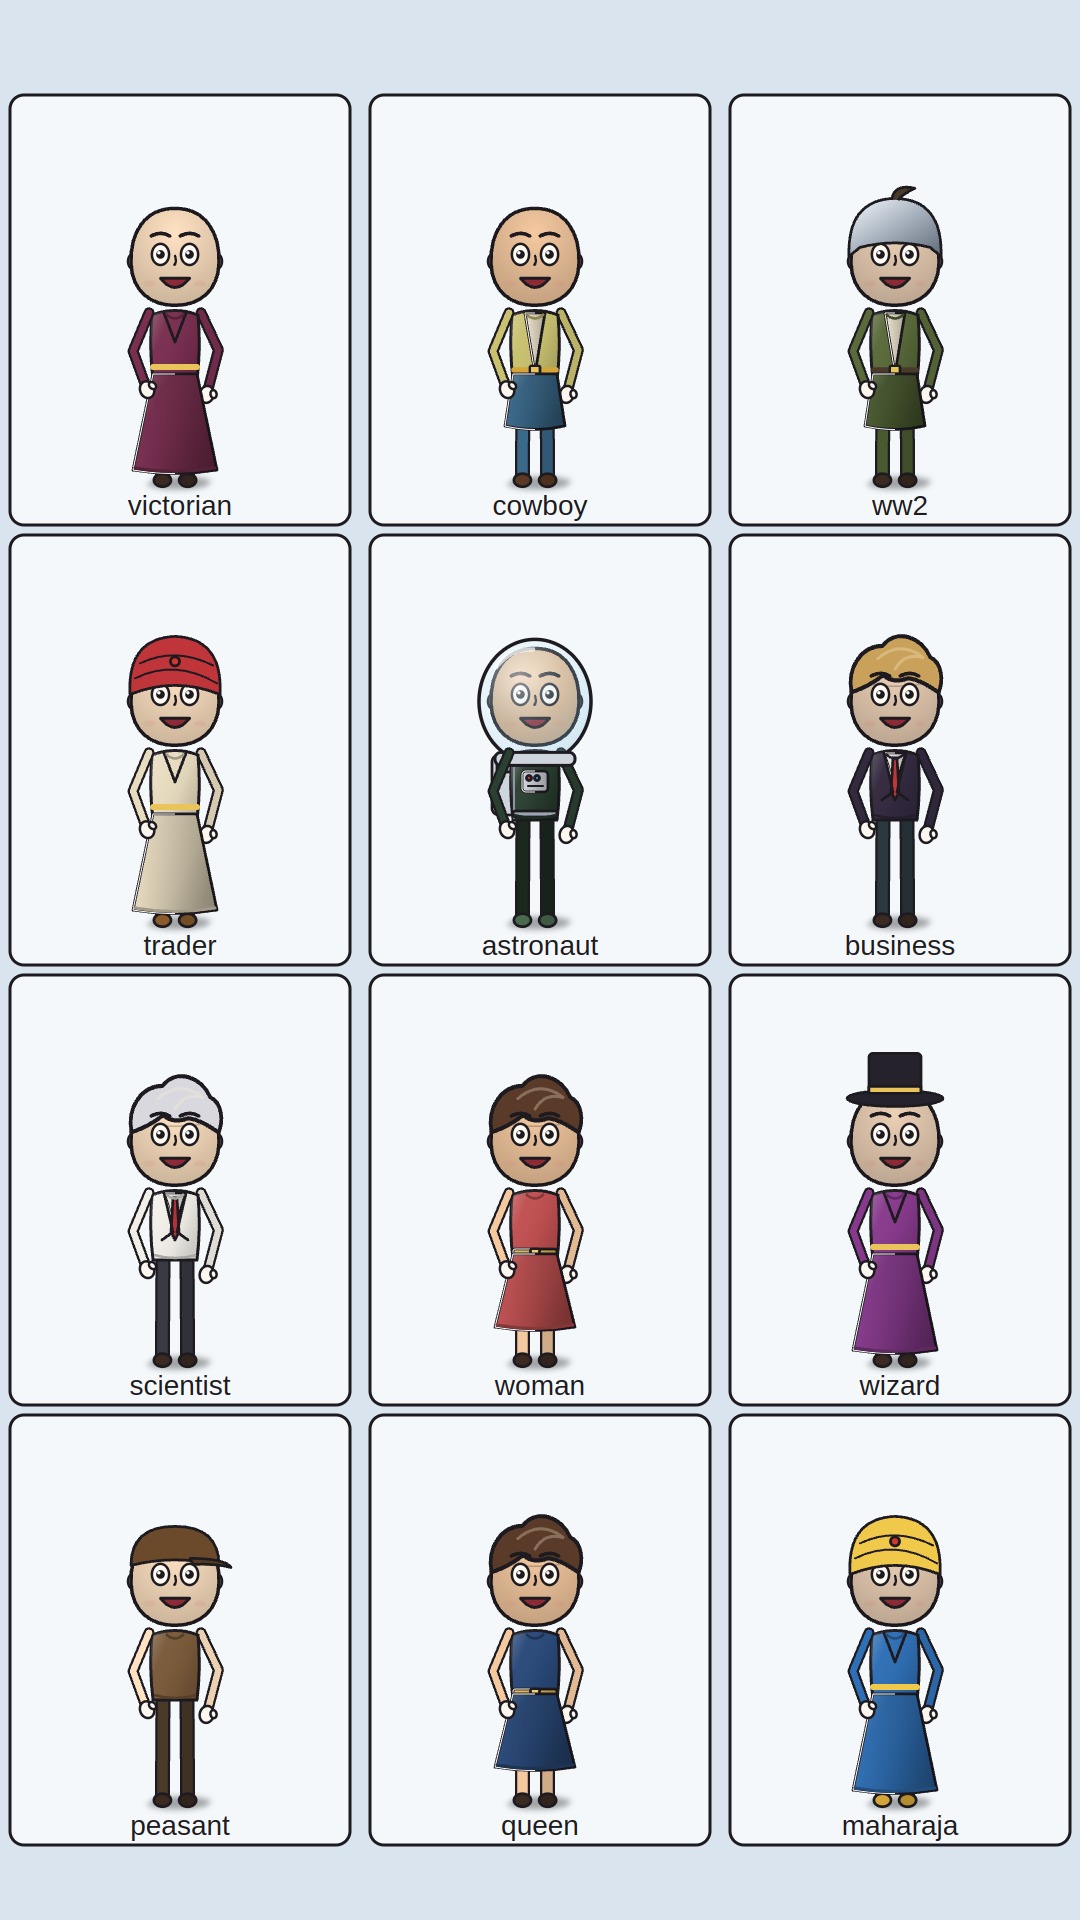 victorian
cowboy
ww2
trader
astronaut
business
scientist
woman
wizard
peasant
queen
maharaja